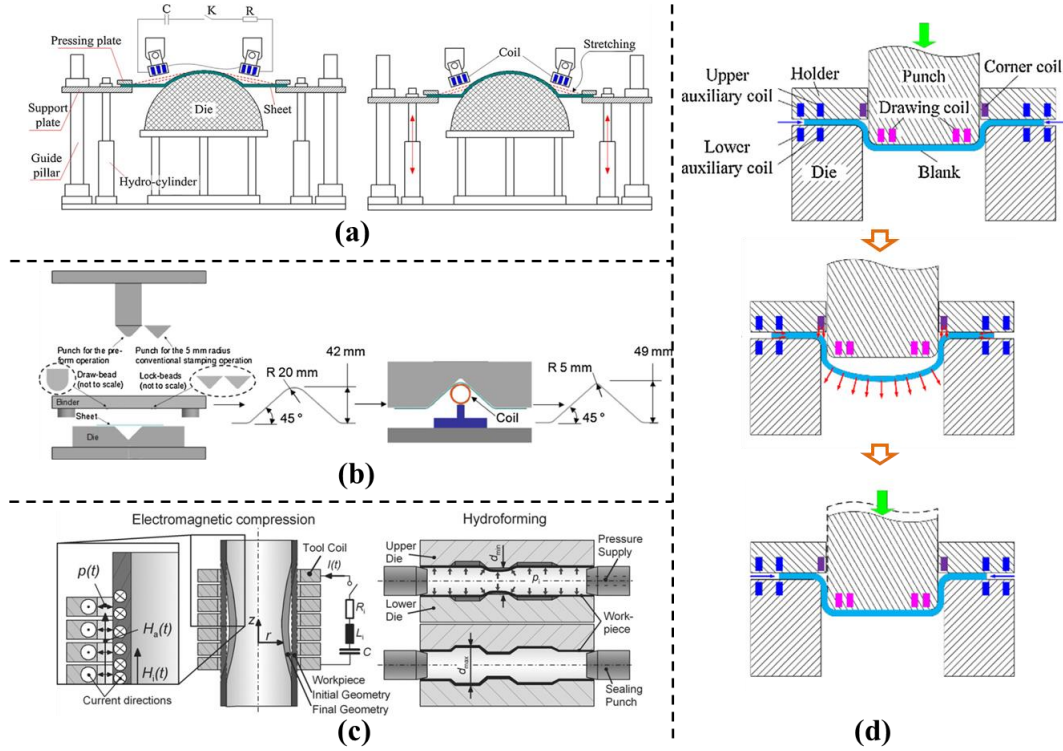 C
K
R
Pressing plate
Support
plate
Guide
pillar
Hydro-cylinder
Die
Sheet
Coil
Stretching
Die
(a)
Punch for the pre-
form operation
Punch for the 5 mm radius
conventional stamping operation
Draw-bead
(not to scale)
Lock-beads
(not to scale)
Binder
Sheet
Die
R 20 mm
42 mm
45 °
Coil
R 5 mm
49 mm
45 °
(b)
Electromagnetic compression
p(t)
Hₐ(t)
Hᵢ(t)
Current directions
z
r
Tool Coil
I(t)
Rᵢ
Lᵢ
C
Workpiece
Initial Geometry
Final Geometry
Hydroforming
Upper
Die
Lower
Die
dmin
pᵢ
dmax
Pressure
Supply
Work-
piece
Sealing
Punch
(c)
Upper
auxiliary coil
Holder
Punch
Corner coil
Drawing coil
Lower
auxiliary coil
Die
Blank
(d)